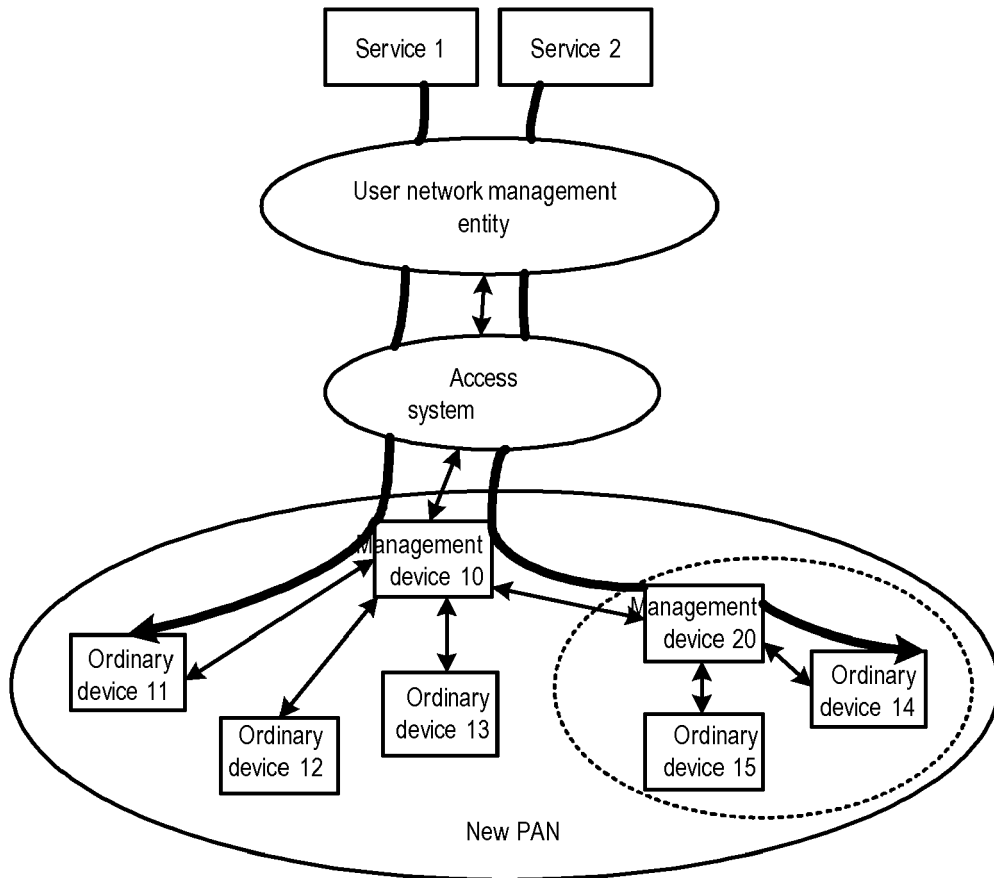 Service 1
Service 2
User network management
entity
Access
system
Management
device 10
Management
device 20
Ordinary
device 11
Ordinary
device 12
Ordinary
device 13
Ordinary
device 14
Ordinary
device 15
New PAN